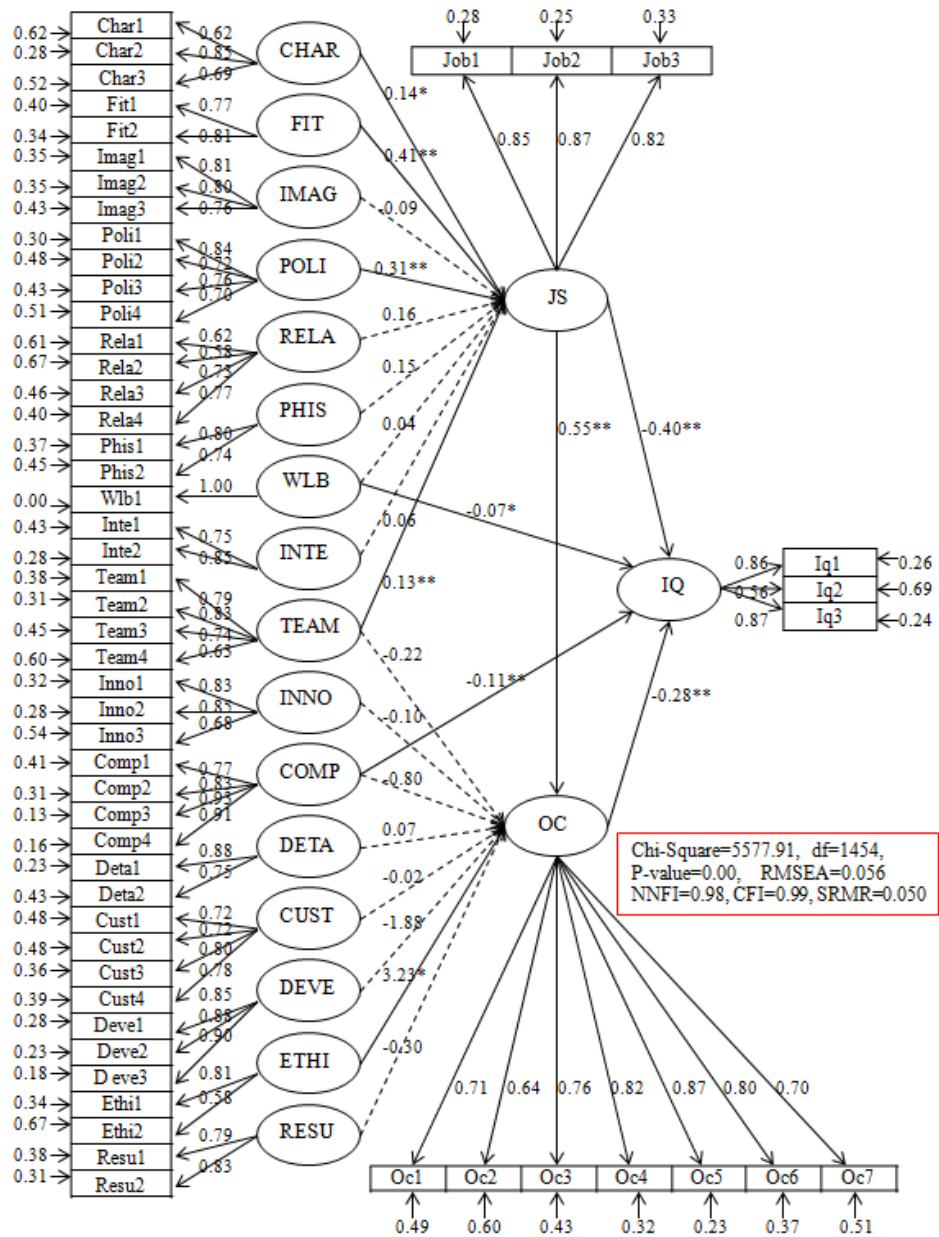 0.62 Char1 0.62 CHAR
0.28 Char2 0.85
0.52 Char3 0.69
0.40 Fit1 0.77 FIT
0.34 Fit2 0.81
0.35 Imag1 0.81 IMAG
0.35 Imag2 0.80
0.43 Imag3 0.76
0.30 Poli1 0.84 POLI
0.48 Poli2 0.72
0.43 Poli3 0.76
0.51 Poli4 0.70
0.61 Rela1 0.62 RELA
0.67 Rela2 0.58
0.46 Rela3 0.73
0.40 Rela4 0.77
0.37 Phis1 0.80 PHIS
0.45 Phis2 0.74
0.00 Wlb1 1.00 WLB
0.43 Inte1 0.75 INTE
0.28 Inte2 0.85
0.38 Team1 0.79 TEAM
0.31 Team2 0.83
0.45 Team3 0.74
0.60 Team4 0.63
0.32 Inno1 0.83 INNO
0.28 Inno2 0.85
0.54 Inno3 0.68
0.41 Comp1 0.77 COMP
0.31 Comp2 0.83
0.13 Comp3 0.93
0.16 Comp4 0.91
0.23 Deta1 0.88 DETA
0.43 Deta2 0.75
0.48 Cust1 0.72 CUST
0.48 Cust2 0.72
0.36 Cust3 0.80
0.39 Cust4 0.78
0.28 Deve1 0.85 DEVE
0.23 Deve2 0.88
0.18 D eve3 0.90
0.34 Ethi1 0.81 ETHI
0.67 Ethi2 0.58
0.38 Resu1 0.79 RESU
0.31 Resu2 0.83
0.14*
0.41**
-0.09
0.31**
0.16
0.15
0.04
0.06
0.13**
-0.22
-0.10
-0.80
0.07
-0.02
-1.88
3.23*
-0.30
0.28 0.25 0.33
Job1 Job2 Job3
0.85 0.87 0.82
JS
0.55** -0.40**
-0.07*
-0.11**
-0.28**
IQ
0.86 Iq1 0.26
0.56 Iq2 0.69
0.87 Iq3 0.24
OC
Chi-Square=5577.91, df=1454,
P-value=0.00, RMSEA=0.056
NNFI=0.98, CFI=0.99, SRMR=0.050
0.71 0.64 0.76 0.82 0.87 0.80 0.70
Oc1 Oc2 Oc3 Oc4 Oc5 Oc6 Oc7
0.49 0.60 0.43 0.32 0.23 0.37 0.51